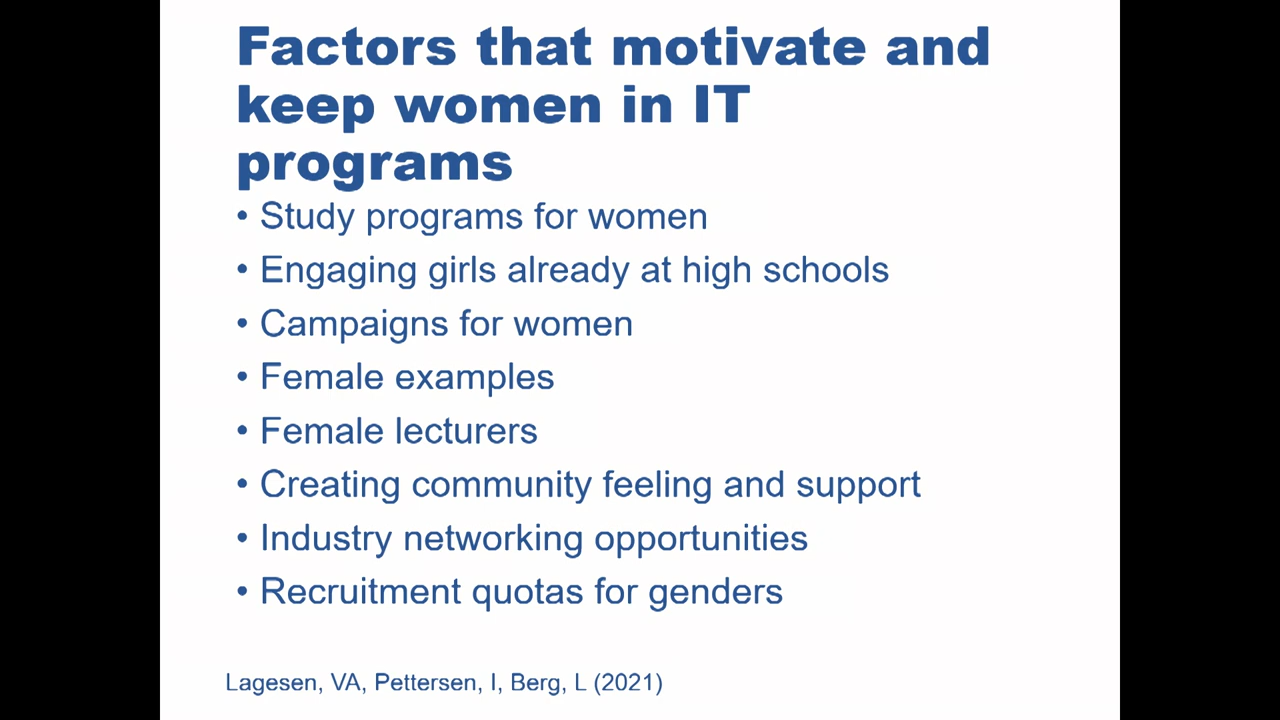 Factors that motivate and
keep women in IT
programs
• Study programs for women
• Engaging girls already at high schools
• Campaigns for women
• Female examples
• Female lecturers
• Creating community feeling and support
• Industry networking opportunities
• Recruitment quotas for genders
Lagesen, VA, Pettersen, I, Berg, L (2021)